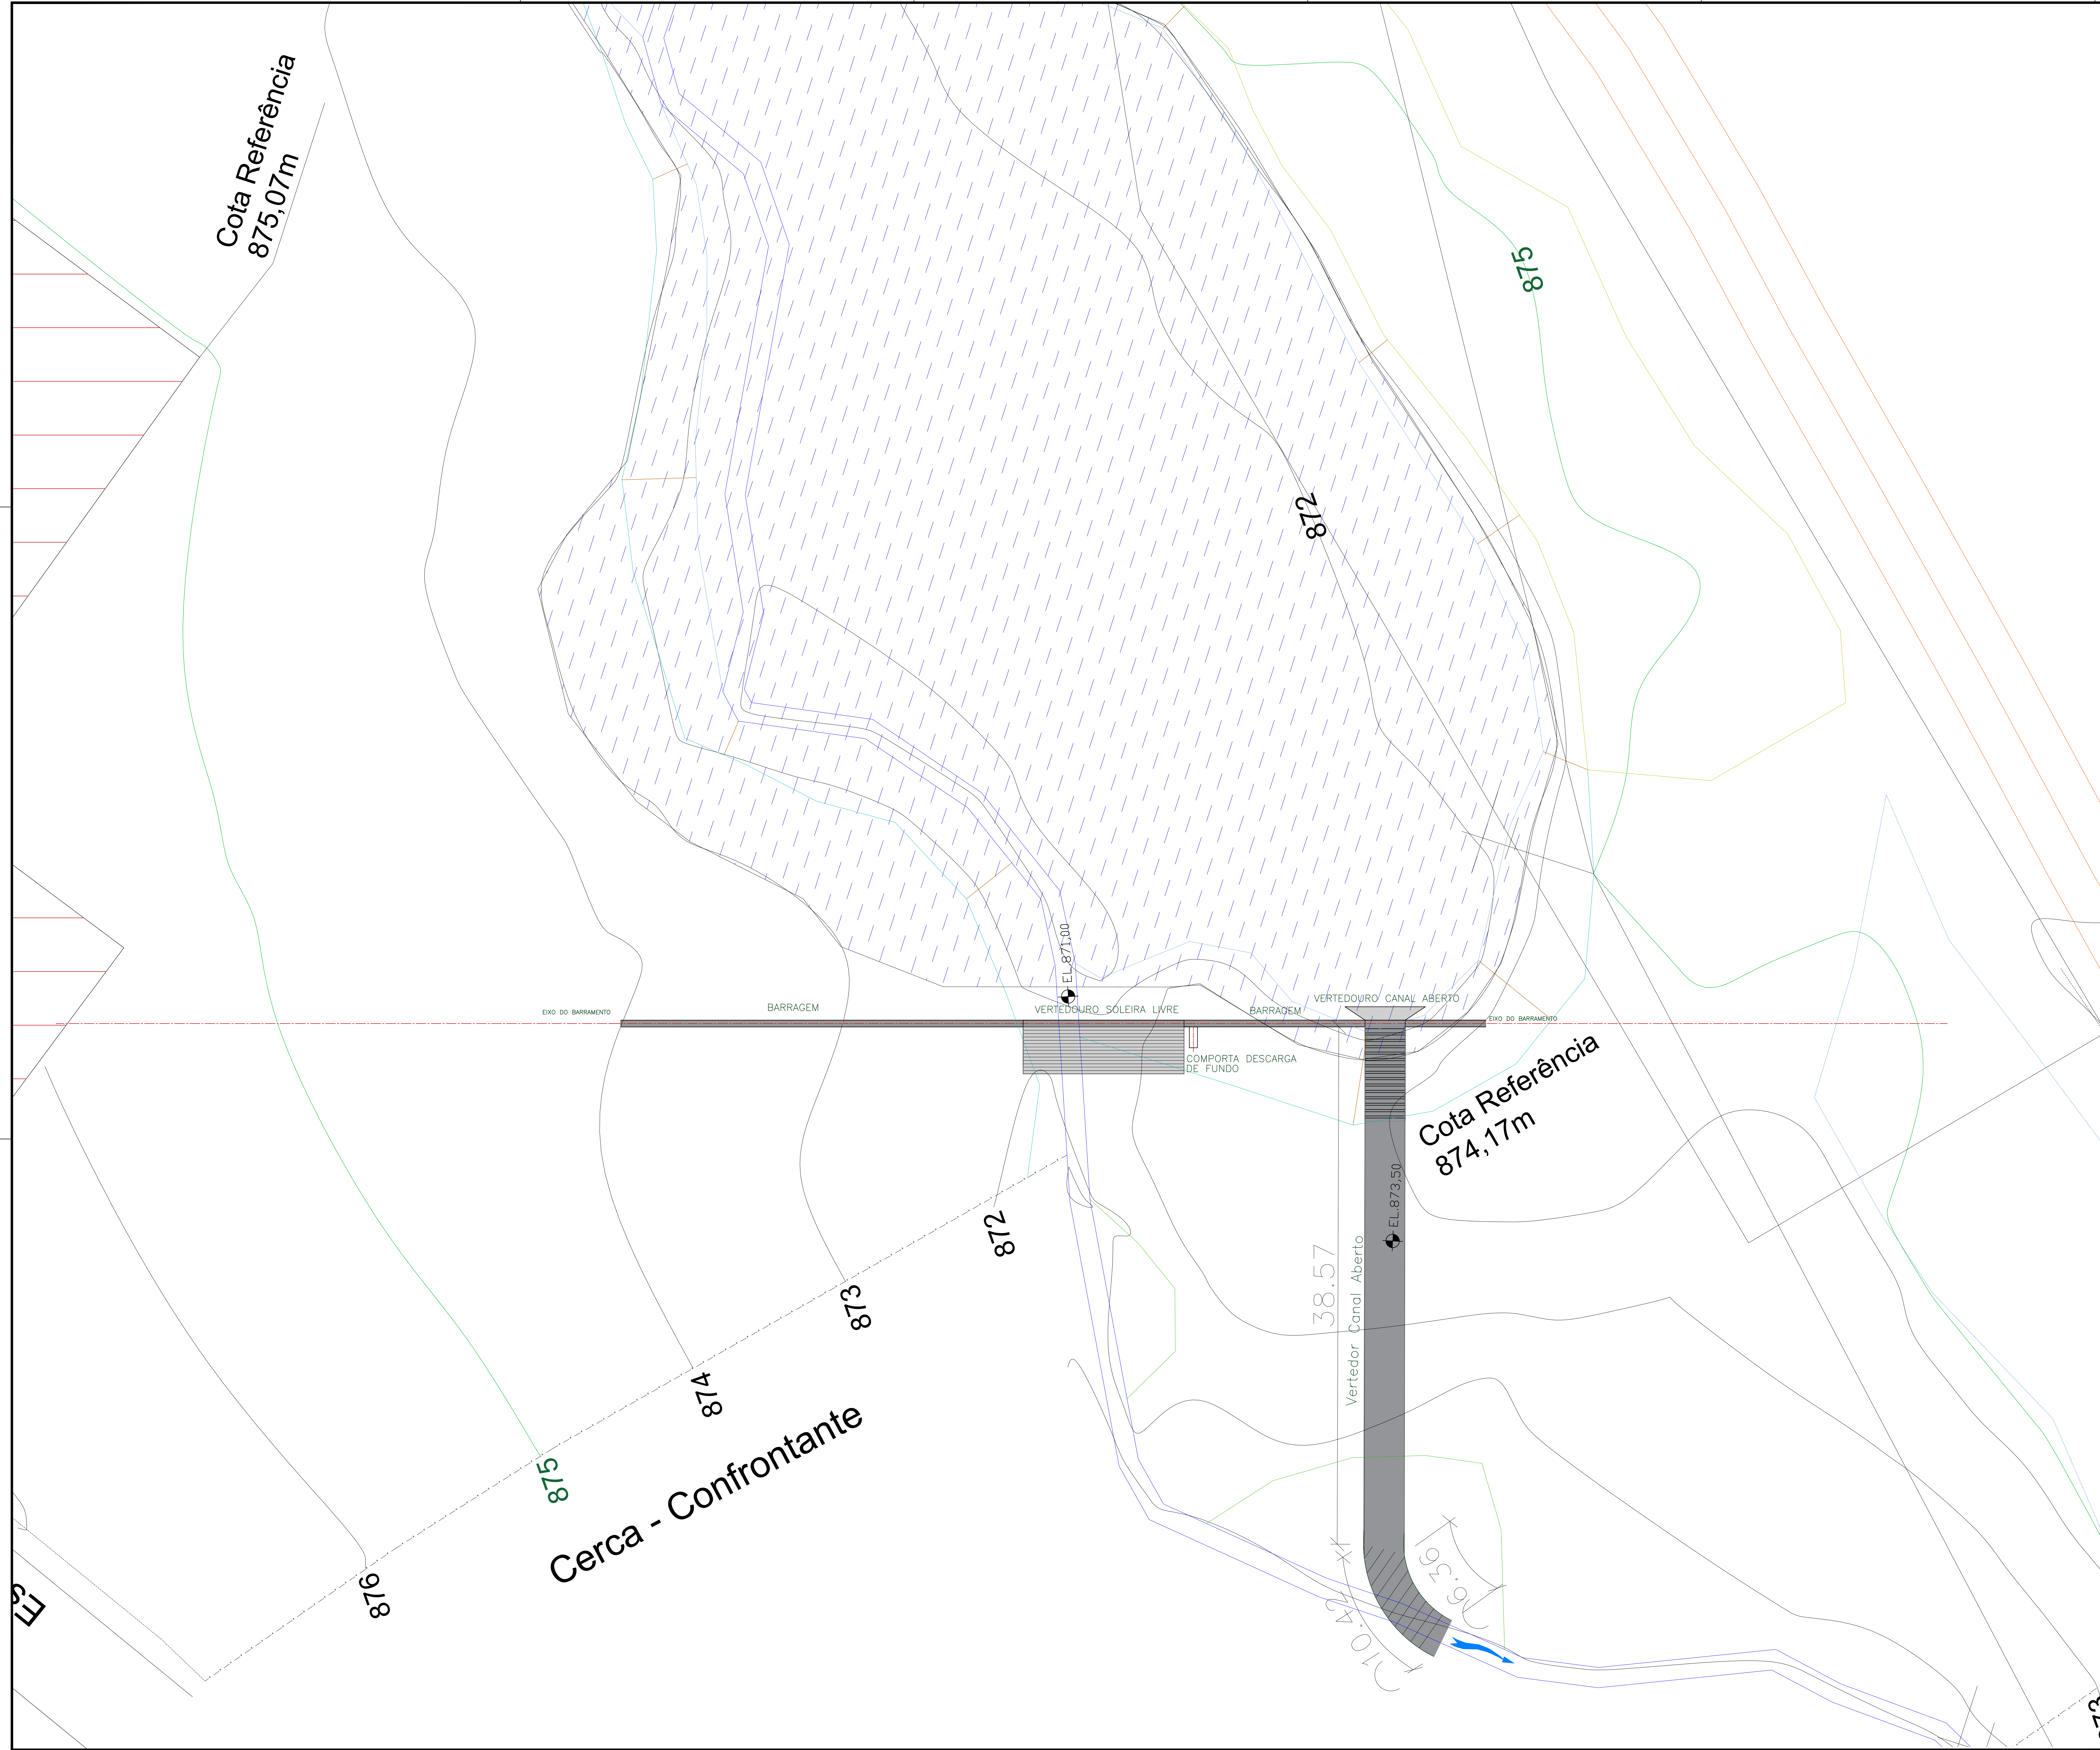 Cota Referência
875,07m
875
872
EL.871,00
EIXO DO BARRAMENTO
BARRAGEM
VERTEDOURO SOLEIRA LIVRE
BARRAGEM
VERTEDOURO CANAL ABERTO
EIXO DO BARRAMENTO
COMPORTA DESCARGA
DE FUNDO
Cota Referência
874,17m
EL.873,50
38.57
Vertedor Canal Aberto
872
873
874
875
876
Cerca - Confrontante
6.36
10.42